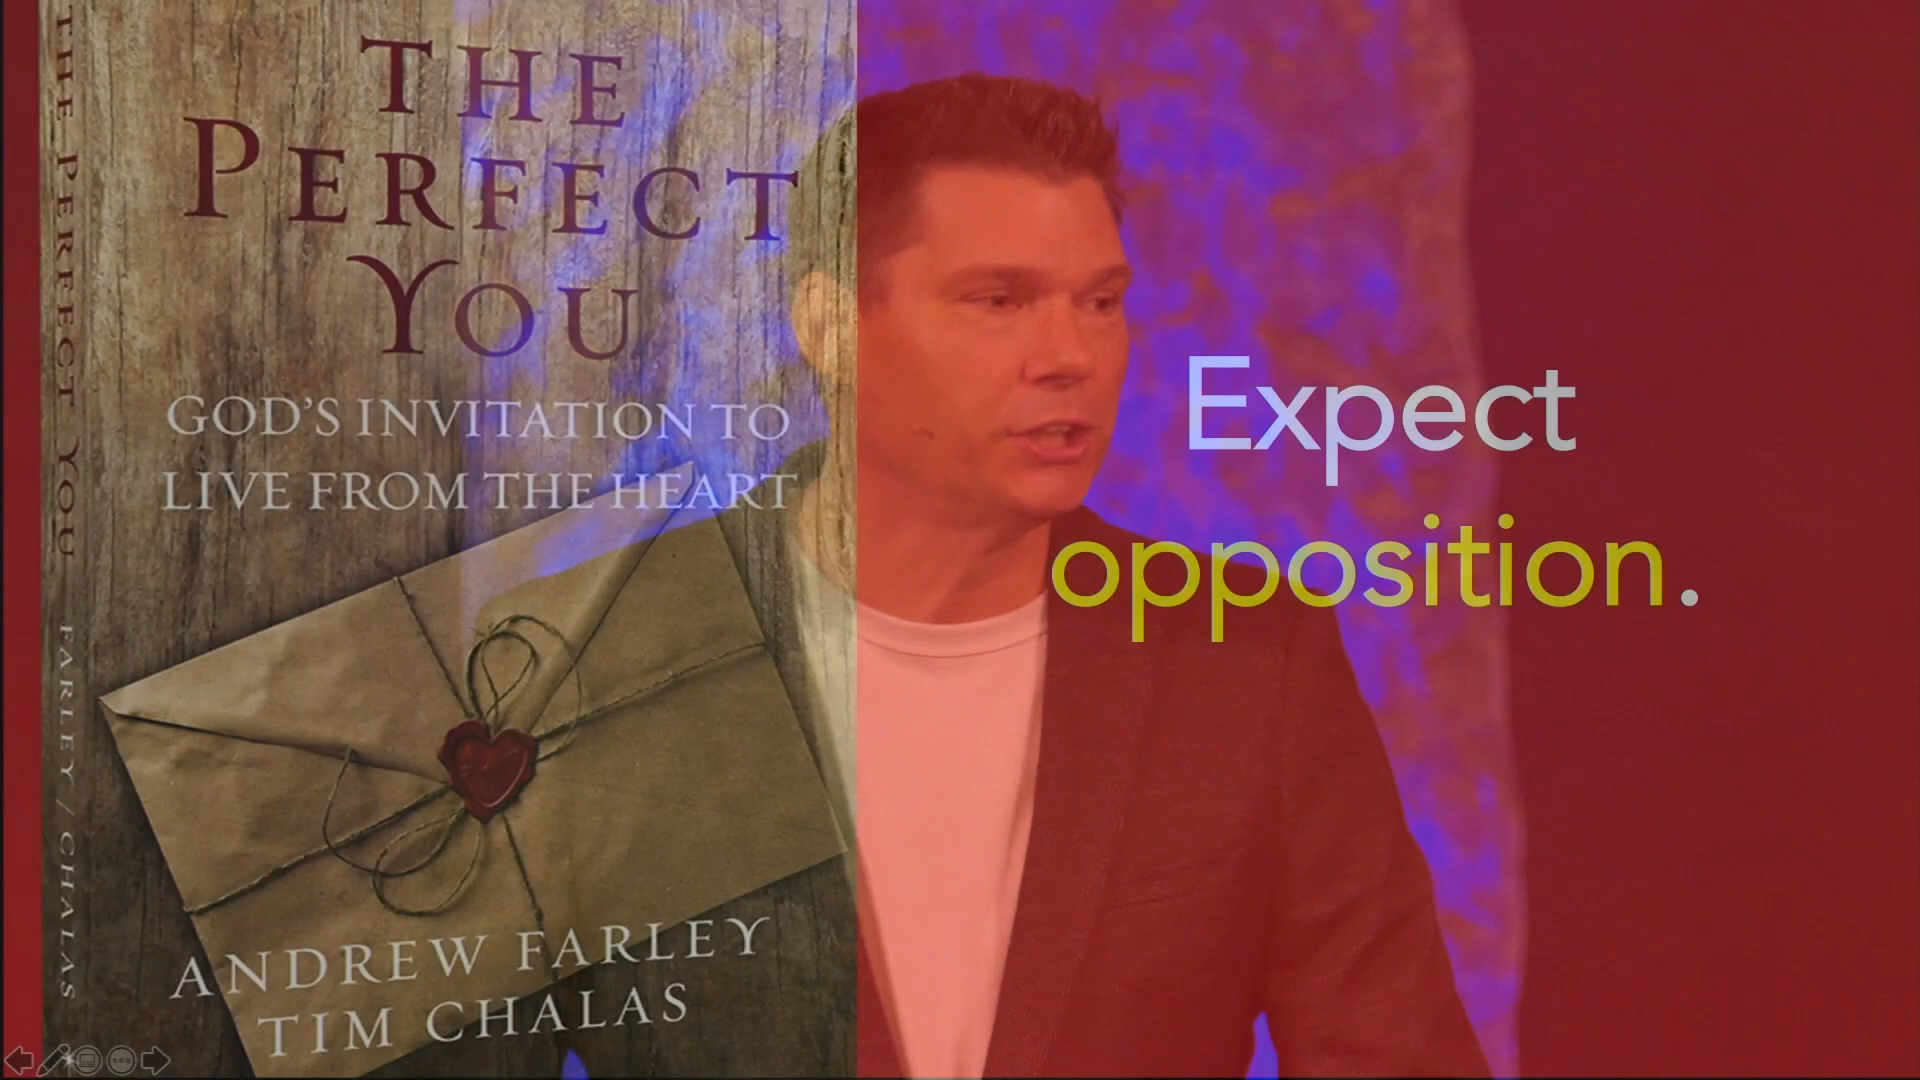 THE PERFECT YOU FARLEY / CHALAS
THE
PERFECT
YOU
GOD'S INVITATION TO
LIVE FROM THE HEART
ANDREW FARLEY
TIM CHALAS
Expect
opposition.